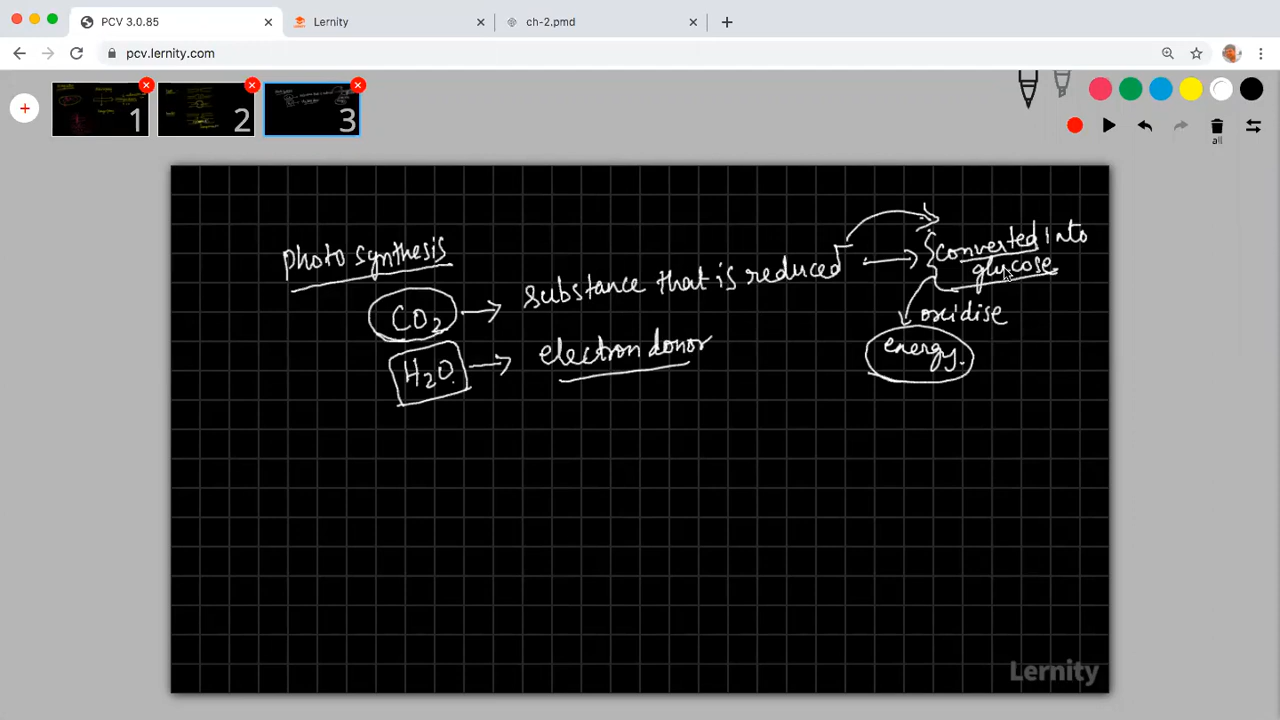 PCV 3.0.85
Lernity
ch-2.pmd
pcv.lernity.com
1
2
3
all
photo synthesis
CO2 → substance that is reduced → converted into
glucose
oxidise
energy.
H2O. → electron donor
Lernity